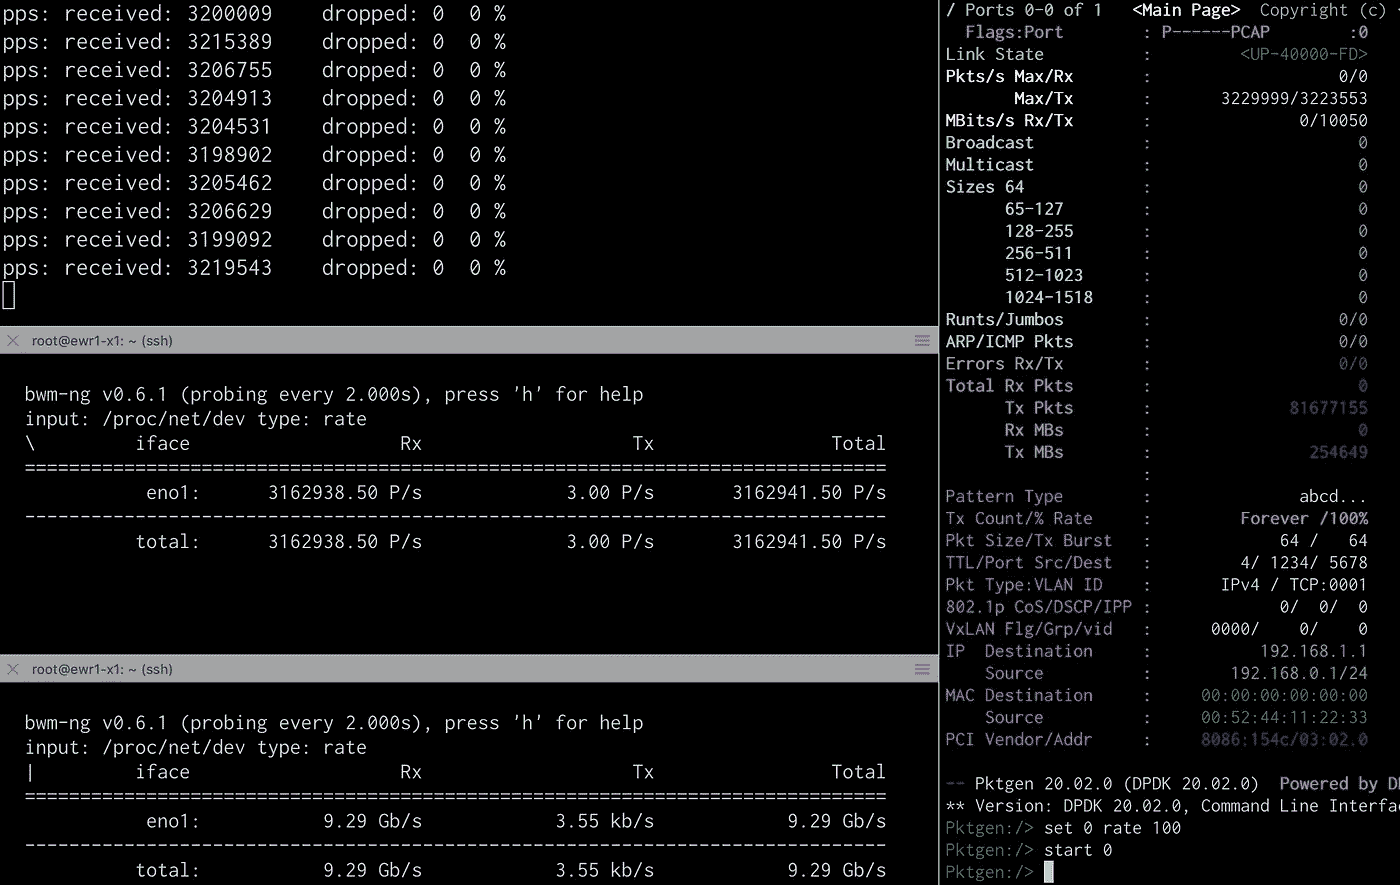 pps: received: 3200009    dropped: 0  0 %
pps: received: 3215389    dropped: 0  0 %
pps: received: 3206755    dropped: 0  0 %
pps: received: 3204913    dropped: 0  0 %
pps: received: 3204531    dropped: 0  0 %
pps: received: 3198902    dropped: 0  0 %
pps: received: 3205462    dropped: 0  0 %
pps: received: 3206629    dropped: 0  0 %
pps: received: 3199092    dropped: 0  0 %
pps: received: 3219543    dropped: 0  0 %
root@ewr1-x1: ~ (ssh)
bwm-ng v0.6.1 (probing every 2.000s), press 'h' for help
input: /proc/net/dev type: rate
\         iface                   Rx                   Tx                Total
==============================================================================
eno1:      3162938.50 P/s             3.00 P/s       3162941.50 P/s
------------------------------------------------------------------------------
total:      3162938.50 P/s             3.00 P/s       3162941.50 P/s
root@ewr1-x1: ~ (ssh)
bwm-ng v0.6.1 (probing every 2.000s), press 'h' for help
input: /proc/net/dev type: rate
|         iface                   Rx                   Tx                Total
==============================================================================
eno1:           9.29 Gb/s            3.55 kb/s            9.29 Gb/s
------------------------------------------------------------------------------
total:           9.29 Gb/s            3.55 kb/s            9.29 Gb/s
/ Ports 0-0 of 1   <Main Page>  Copyright (c)
Flags:Port        : P------PCAP        :0
Link State          :         <UP-40000-FD>
Pkts/s Max/Rx       :                   0/0
Max/Tx       :       3229999/3223553
MBits/s Rx/Tx       :               0/10050
Broadcast           :                     0
Multicast           :                     0
Sizes 64            :                     0
65-127        :                     0
128-255       :                     0
256-511       :                     0
512-1023      :                     0
1024-1518     :                     0
Runts/Jumbos        :                   0/0
ARP/ICMP Pkts       :                   0/0
Errors Rx/Tx        :                   0/0
Total Rx Pkts       :                     0
Tx Pkts       :              81677155
Rx MBs        :                     0
Tx MBs        :                254649
:
Pattern Type        :               abcd...
Tx Count/% Rate     :         Forever /100%
Pkt Size/Tx Burst   :             64 /   64
TTL/Port Src/Dest   :         4/ 1234/ 5678
Pkt Type:VLAN ID    :       IPv4 / TCP:0001
802.1p CoS/DSCP/IPP :             0/  0/  0
VxLAN Flg/Grp/vid   :      0000/    0/    0
IP  Destination     :           192.168.1.1
Source          :        192.168.0.1/24
MAC Destination     :     00:00:00:00:00:00
Source          :     00:52:44:11:22:33
PCI Vendor/Addr     :     8086:154c/03:02.0
-- Pktgen 20.02.0 (DPDK 20.02.0)  Powered by
** Version: DPDK 20.02.0, Command Line Interfac
Pktgen:/> set 0 rate 100
Pktgen:/> start 0
Pktgen:/>